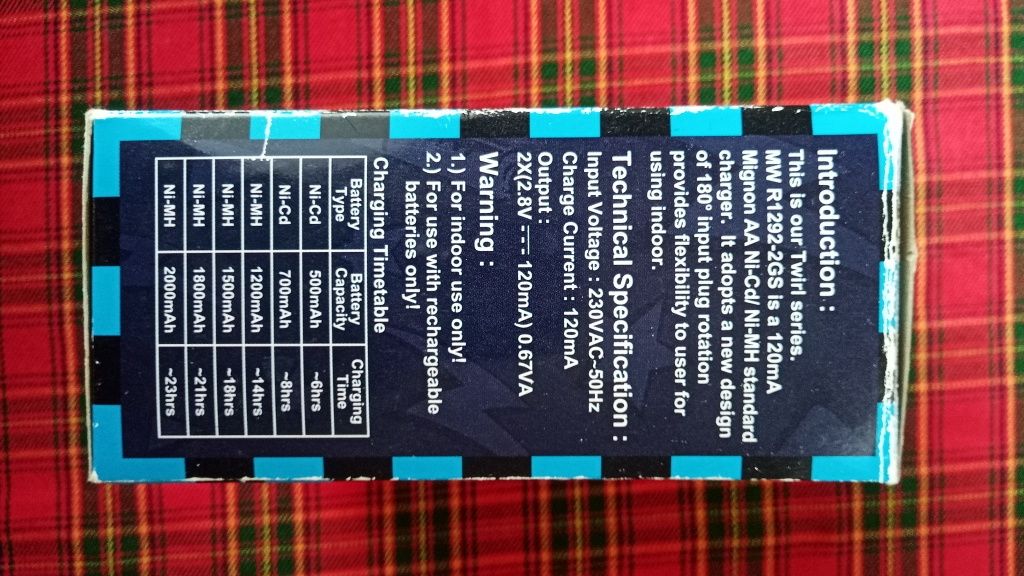 Introduction :
This is our Twirl series.
MW R1292-2GS is a 120mA
Mignon AA Ni-Cd/ Ni-MH standard
charger. It adopts a new design
of 180° input plug rotation
provides flexibility to user for
using indoor.
Technical Specification :
Input Voltage : 230VAC~50Hz
Charge Current : 120mA
Output :
2X(2.8V ⎓ 120mA) 0.67VA
Warning :
1.) For indoor use only!
2.) For use with rechargeable
batteries only!
Charging Timetable
Battery Type Battery Capacity Charging Time
Ni-Cd 500mAh ~6hrs
Ni-Cd 700mAh ~8hrs
Ni-MH 1200mAh ~14hrs
Ni-MH 1500mAh ~18hrs
Ni-MH 1800mAh ~21hrs
Ni-MH 2000mAh ~23hrs